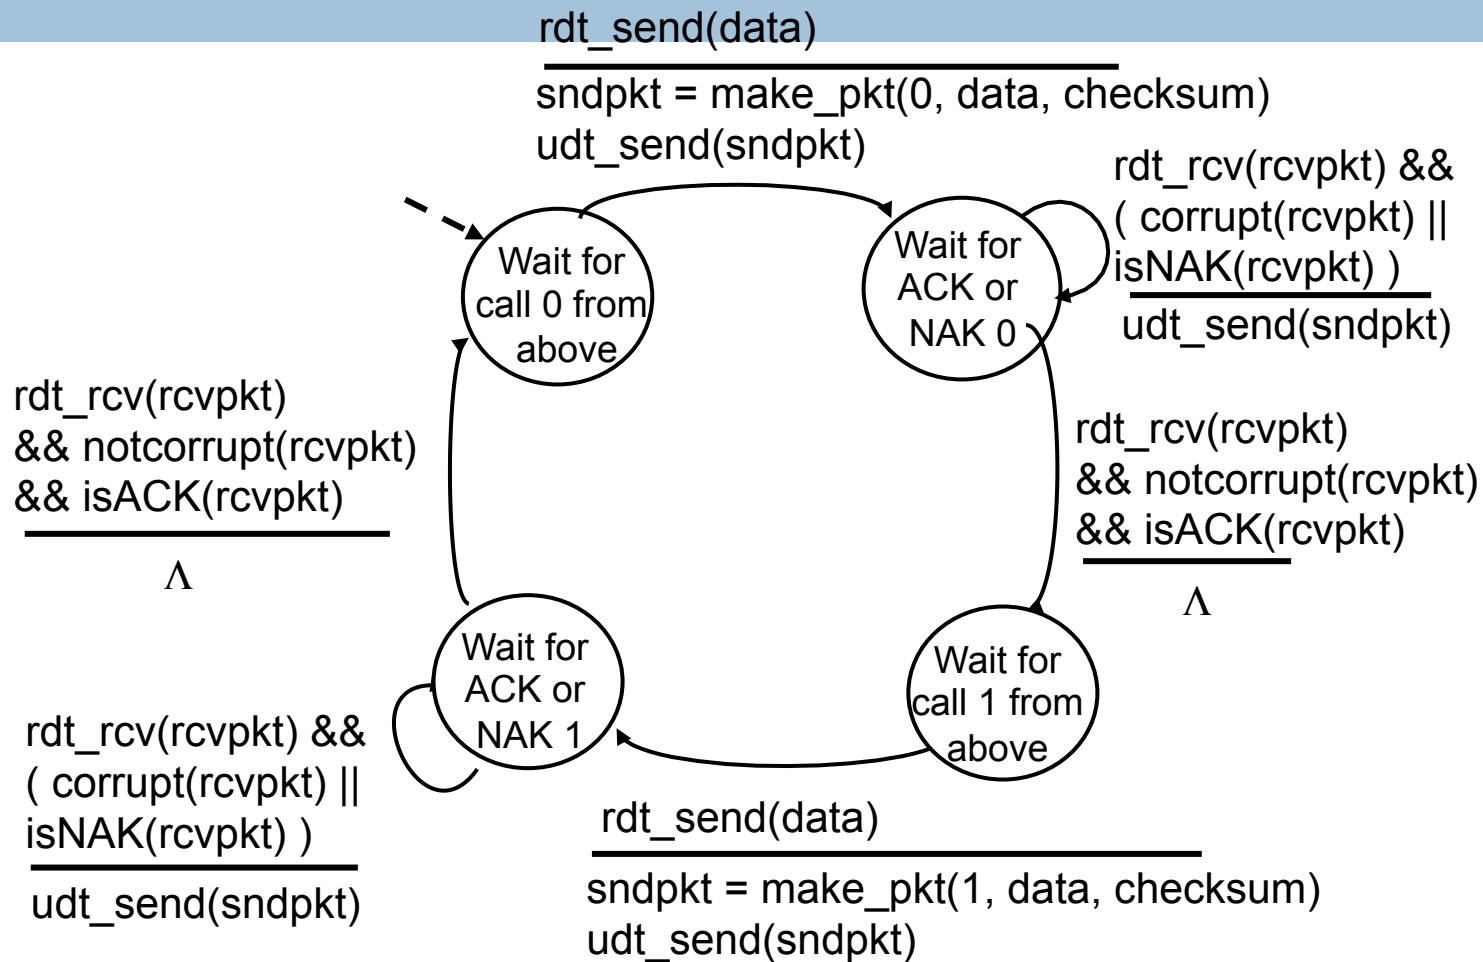 rdt_send(data)
sndpkt = make_pkt(0, data, checksum)
udt_send(sndpkt)
rdt_rcv(rcvpkt) &&
( corrupt(rcvpkt) ||
isNAK(rcvpkt) )
udt_send(sndpkt)
Wait for
call 0 from
above
Wait for
ACK or
NAK 0
rdt_rcv(rcvpkt)
&& notcorrupt(rcvpkt)
&& isACK(rcvpkt)
Λ
rdt_rcv(rcvpkt)
&& notcorrupt(rcvpkt)
&& isACK(rcvpkt)
Λ
Wait for
ACK or
NAK 1
Wait for
call 1 from
above
rdt_rcv(rcvpkt) &&
( corrupt(rcvpkt) ||
isNAK(rcvpkt) )
udt_send(sndpkt)
rdt_send(data)
sndpkt = make_pkt(1, data, checksum)
udt_send(sndpkt)